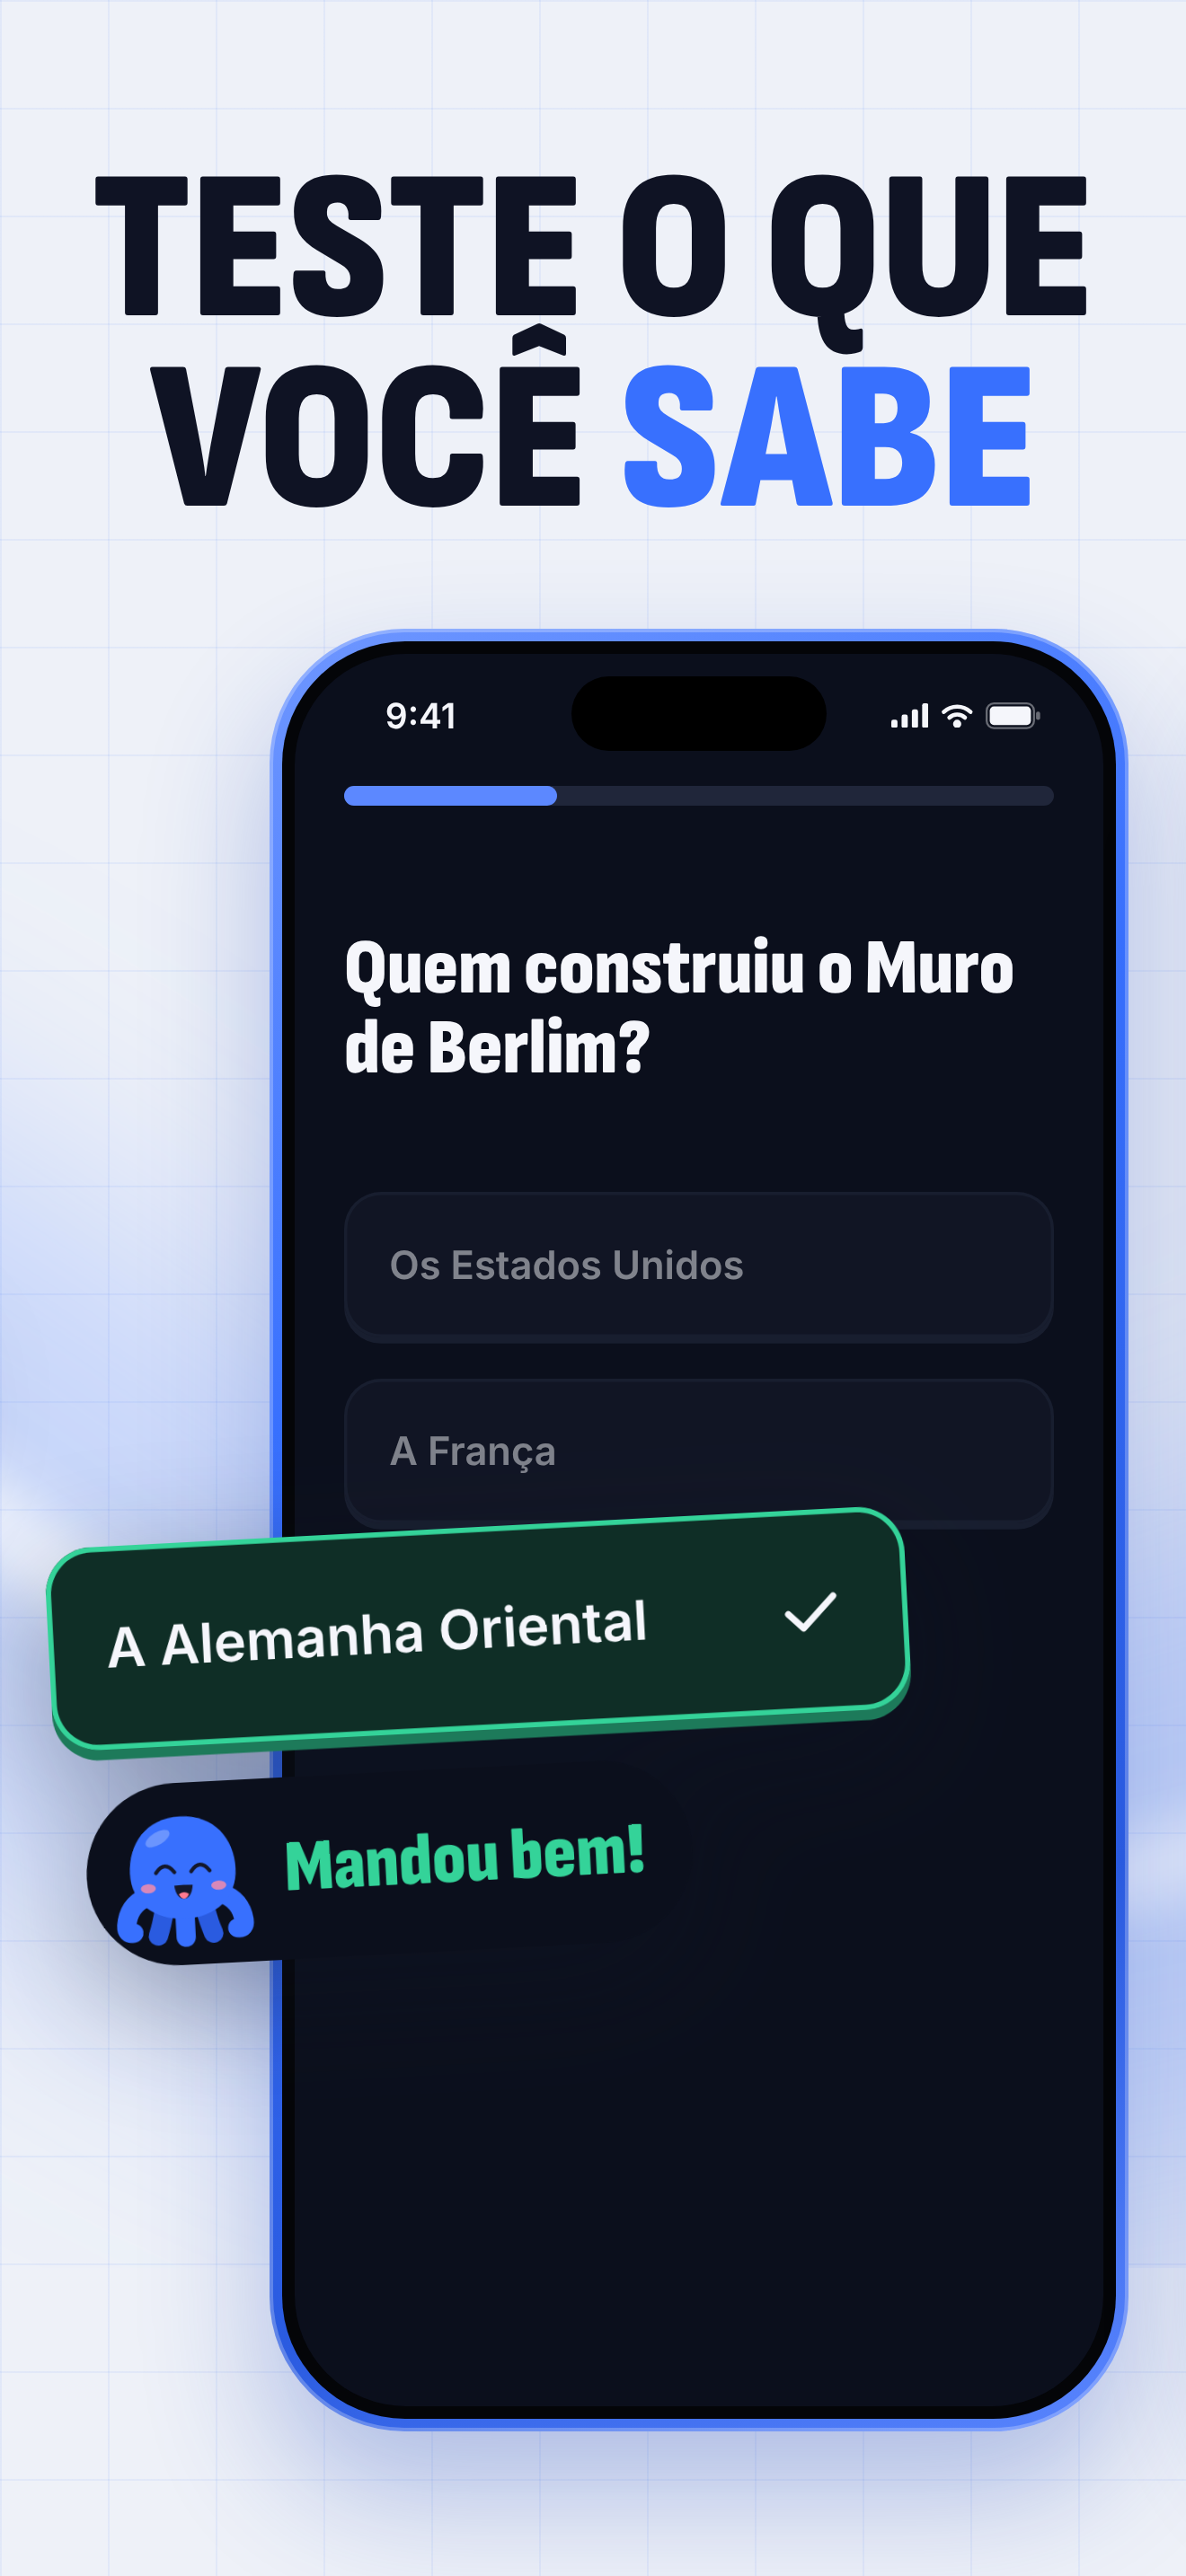 TESTE O QUE
VOCÊ SABE
9:41
Quem construiu o Muro
de Berlim?
Os Estados Unidos
A França
A Alemanha Oriental
Mandou bem!